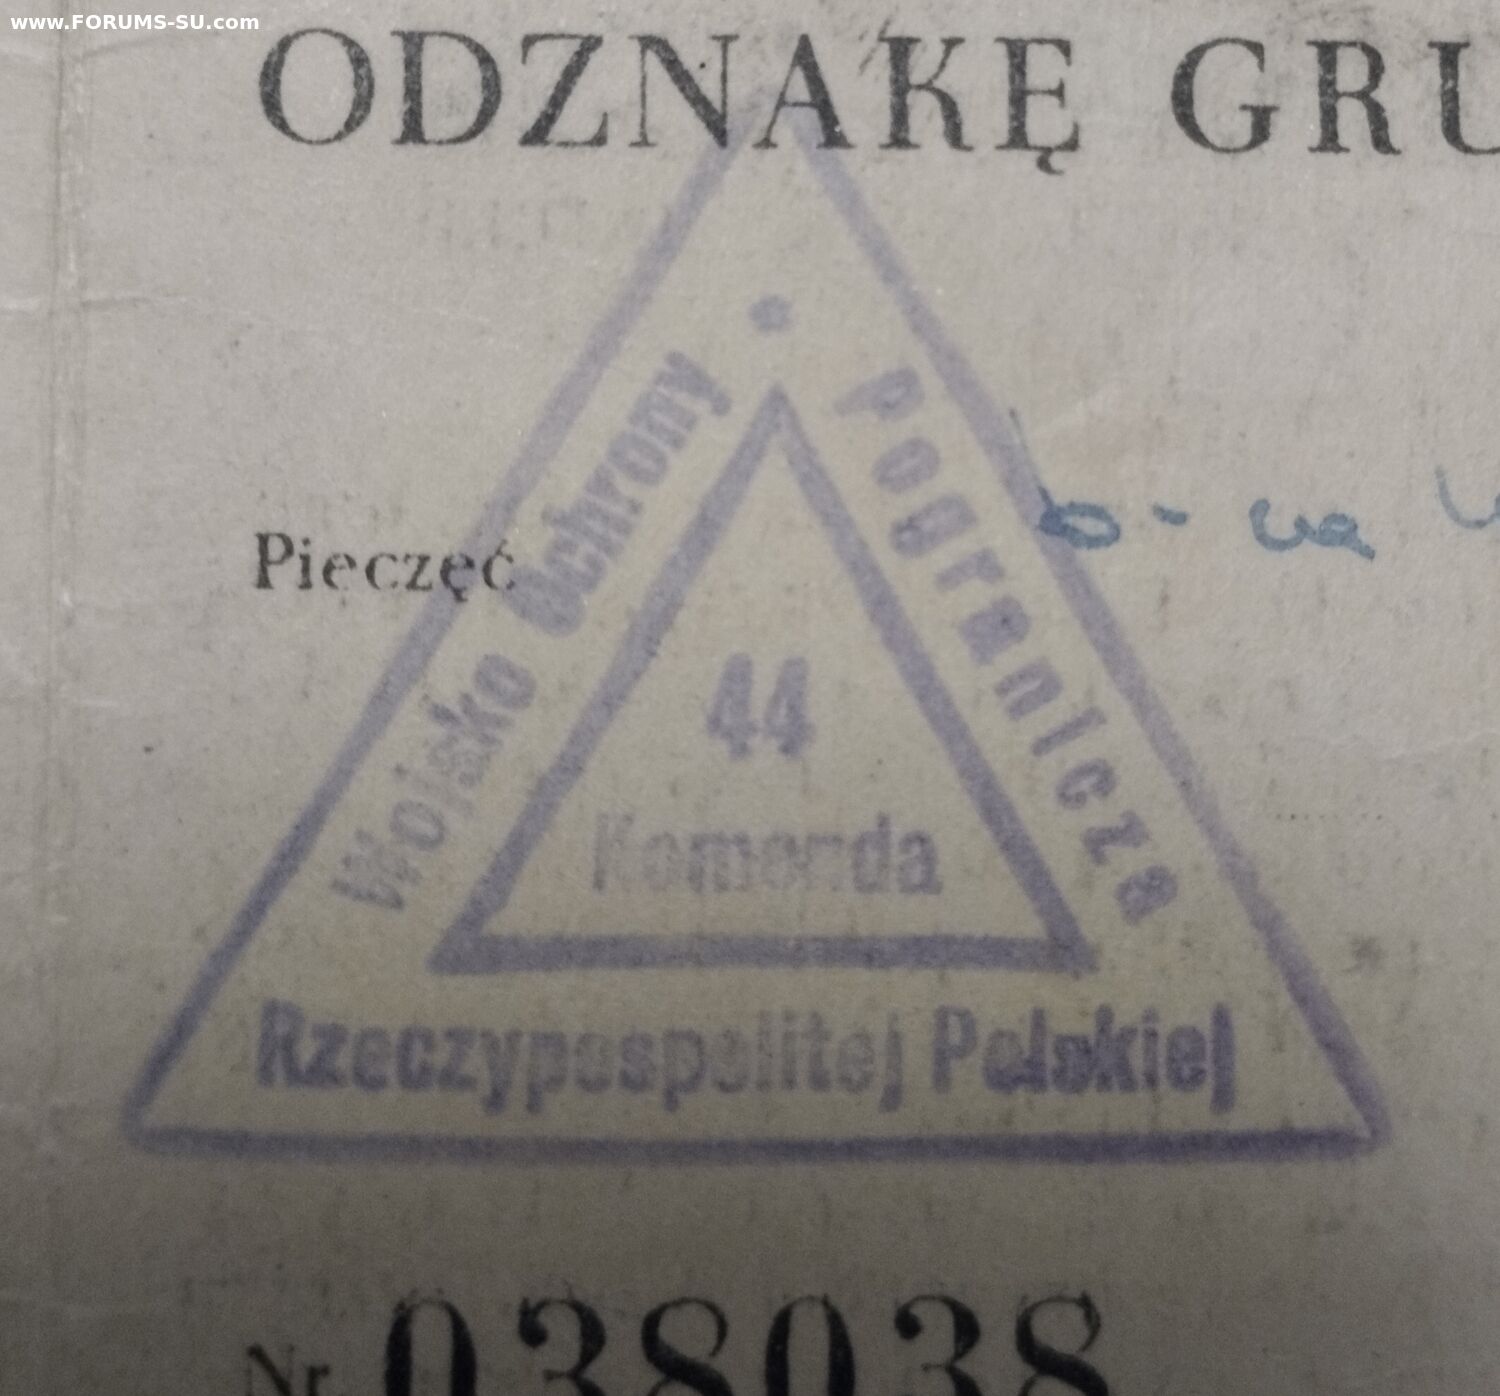 www.FORUMS-SU.com
ODZNAKĘ GRU
Pieczęć
Wojsko Ochrony
Pogranicza
44
Komenda
Rzeczypospolitej Polskiej
Nr 038038